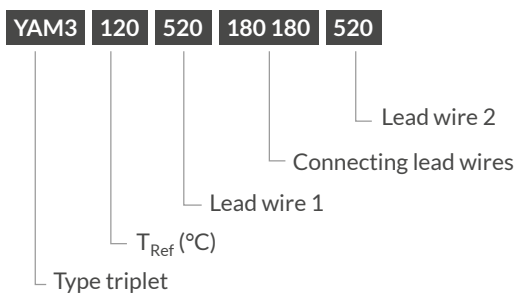 YAM3 120 520 180 180 520
Lead wire 2
Connecting lead wires
Lead wire 1
TRef (°C)
Type triplet